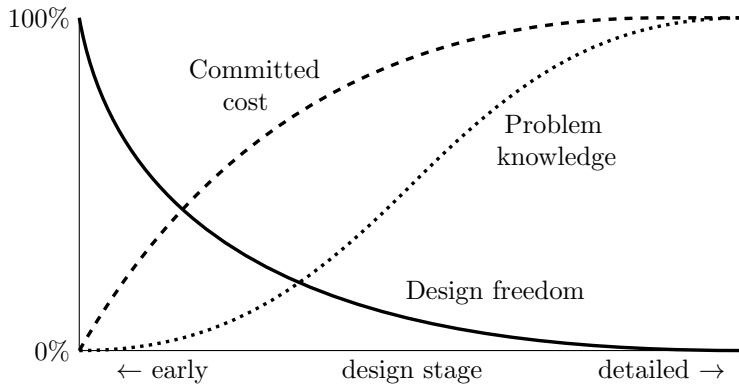 100%
Committed
cost
Problem
knowledge
Design freedom
0%
← early design stage detailed →